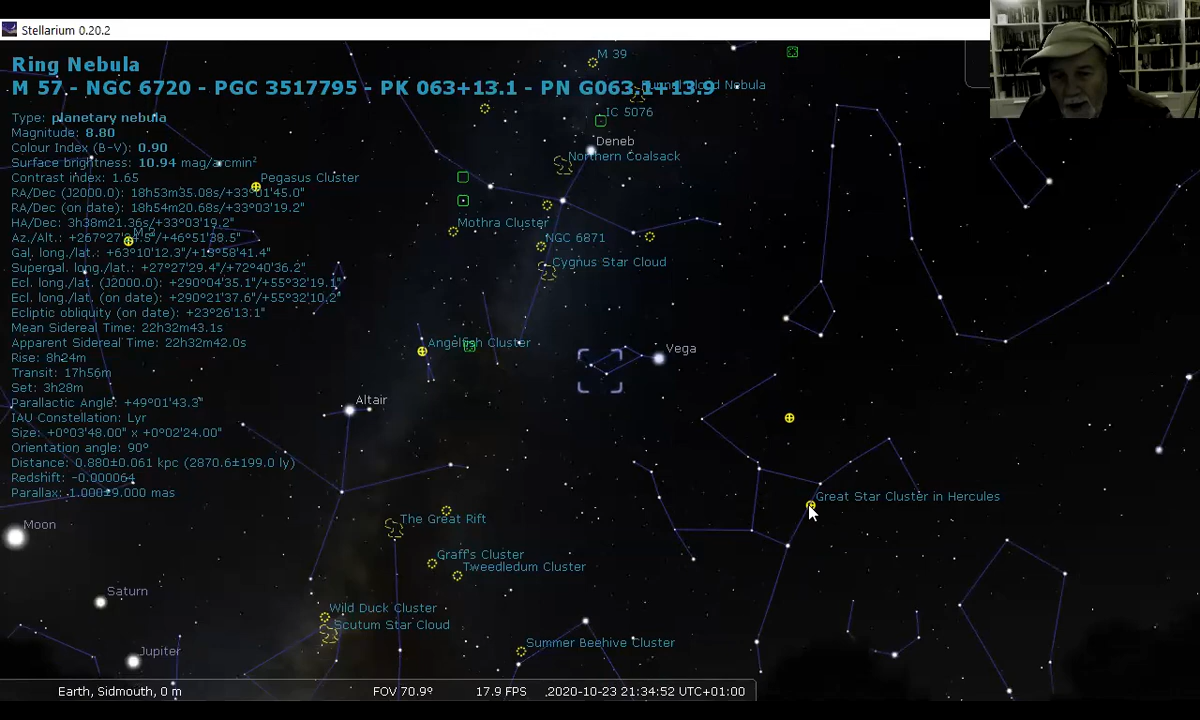 Stellarium 0.20.2
Ring Nebula
M 57 - NGC 6720 - PGC 3517795 - PK 063+13.1 - PN G063.1+13.9
Type: planetary nebula
Magnitude: 8.80
Colour Index (B-V): 0.90
Surface brightness: 10.94 mag/arcmin²
Contrast index: 1.65
RA/Dec (J2000.0): 18h53m35.08s/+33°01'45.0"
RA/Dec (on date): 18h54m20.68s/+33°03'19.2"
HA/Dec: 3h38m21.36s/+33°03'19.2"
Az./Alt.: +267°27' .5"/+46°51'38.5"
Gal. long./lat.: +63°10'12.3"/+13°58'41.4"
Supergal. long./lat.: +27°27'29.4"/+72°40'36.2"
Ecl. long./lat. (J2000.0): +290°04'35.1"/+55°32'19.1"
Ecl. long./lat. (on date): +290°21'37.6"/+55°32'10.2"
Ecliptic obliquity (on date): +23°26'13.1"
Mean Sidereal Time: 22h32m43.1s
Apparent Sidereal Time: 22h32m42.0s
Rise: 8h24m
Transit: 17h56m
Set: 3h28m
Parallactic Angle: +49°01'43.3"
IAU Constellation: Lyr
Size: +0°03'48.00" x +0°02'24.00"
Orientation angle: 90°
Distance: 0.880±0.061 kpc (2870.6±199.0 ly)
Redshift: -0.000064
Parallax: 1.000±9.000 mas
M 39
Nebula
IC 5076
Deneb
Northern Coalsack
Pegasus Cluster
Mothra Cluster
NGC 6871
Cygnus Star Cloud
Angelfish Cluster
Vega
Altair
Great Star Cluster in Hercules
The Great Rift
Moon
Graff's Cluster
Tweedledum Cluster
Saturn
Wild Duck Cluster
Scutum Star Cloud
Summer Beehive Cluster
Jupiter
Earth, Sidmouth, 0 m
FOV 70.9°
17.9 FPS
2020-10-23 21:34:52 UTC+01:00